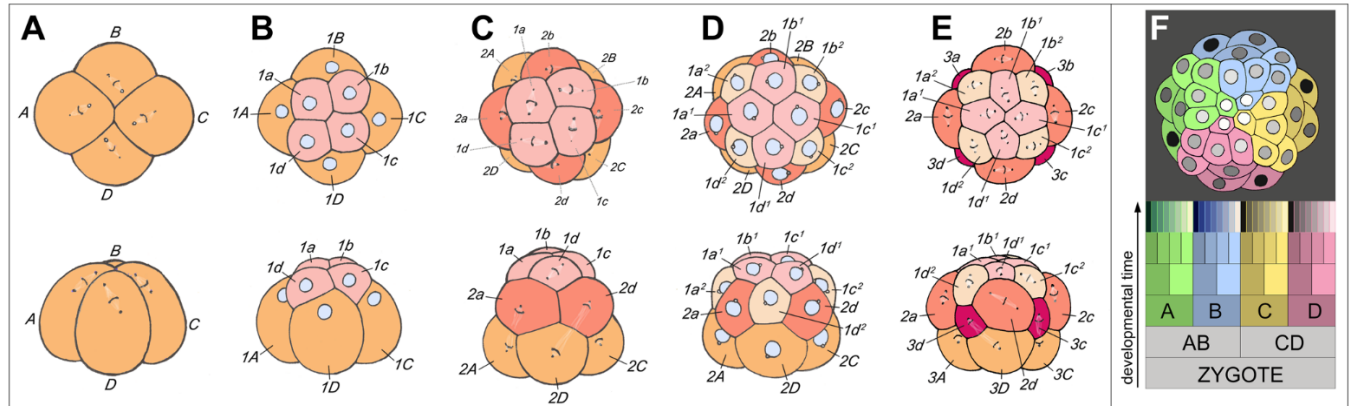 A
B
A
C
D
B
A
C
D
B
1B
1a
1b
1A
1C
1d
1c
1D
1a
1b
1d
1c
1A
1C
1D
C
1a
2b
2A
2B
1b
2a
2c
1d
2D
2C
2d
1c
1b
1d
1a
1c
2a
2d
2A
2C
2D
D
1b¹
2b
2B
1a²
1b²
2A
2c
1a¹
2a
1c¹
2C
1d²
1c²
2D
1d¹
2d
1b¹
1c¹
1a¹
1d¹
1a²
1c²
2a
2d
1d²
2A
2C
2D
E
1b¹
2b
1b²
3a
3b
1a²
1a¹
2c
2a
1c¹
3d
1c²
1d²
3c
1d¹
2d
1b¹
1d¹
1a¹
1c¹
1d²
1c²
2a
2c
3d
3c
3A
3C
3D
2d
F
developmental time
A B C D
AB CD
ZYGOTE